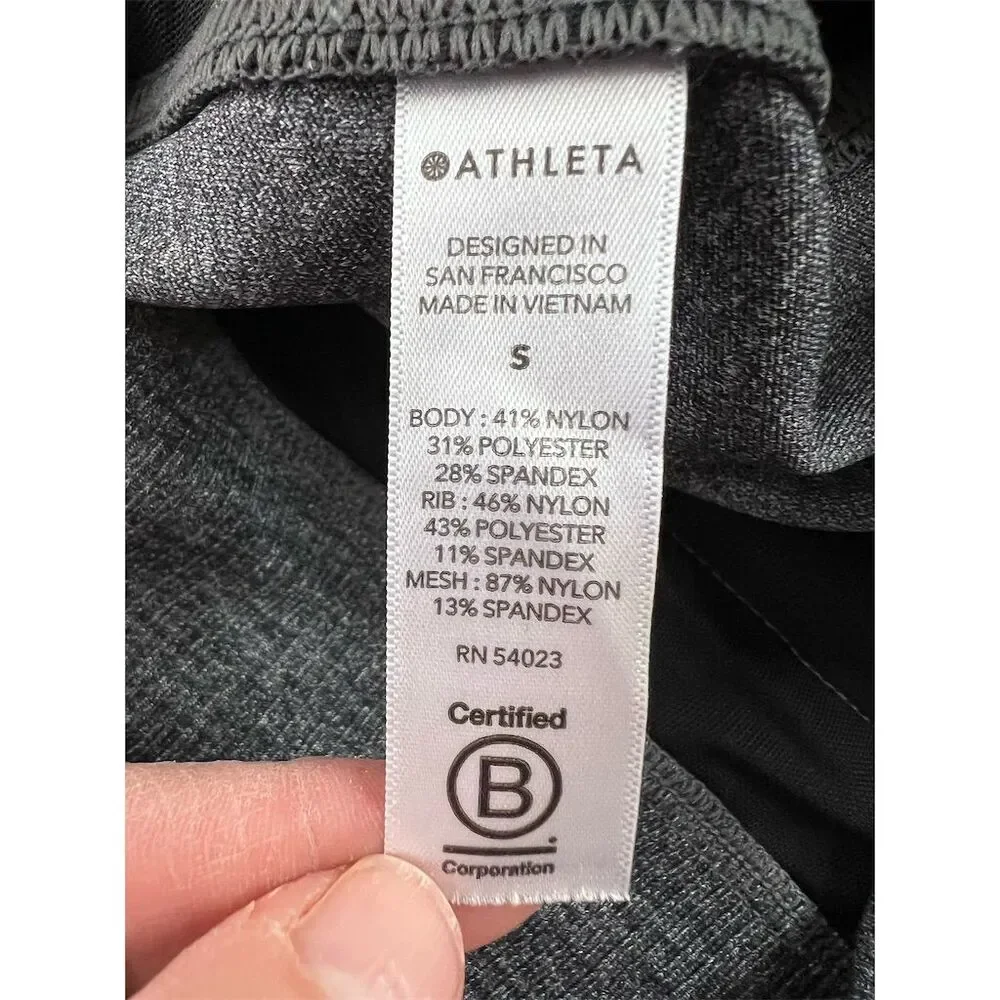 ATHLETA
DESIGNED IN
SAN FRANCISCO
MADE IN VIETNAM
S
BODY : 41% NYLON
31% POLYESTER
28% SPANDEX
RIB : 46% NYLON
43% POLYESTER
11% SPANDEX
MESH : 87% NYLON
13% SPANDEX
RN 54023
Certified
B
Corporation